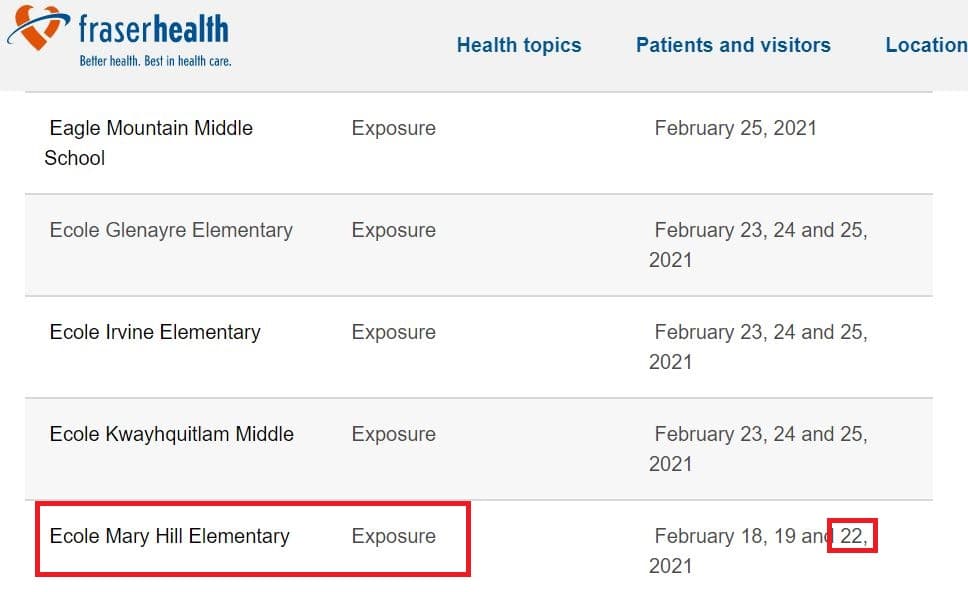 fraserhealth
Better health. Best in health care.
Health topics Patients and visitors Location
Eagle Mountain Middle School Exposure February 25, 2021
Ecole Glenayre Elementary Exposure February 23, 24 and 25, 2021
Ecole Irvine Elementary Exposure February 23, 24 and 25, 2021
Ecole Kwayhquitlam Middle Exposure February 23, 24 and 25, 2021
Ecole Mary Hill Elementary Exposure February 18, 19 and 22, 2021